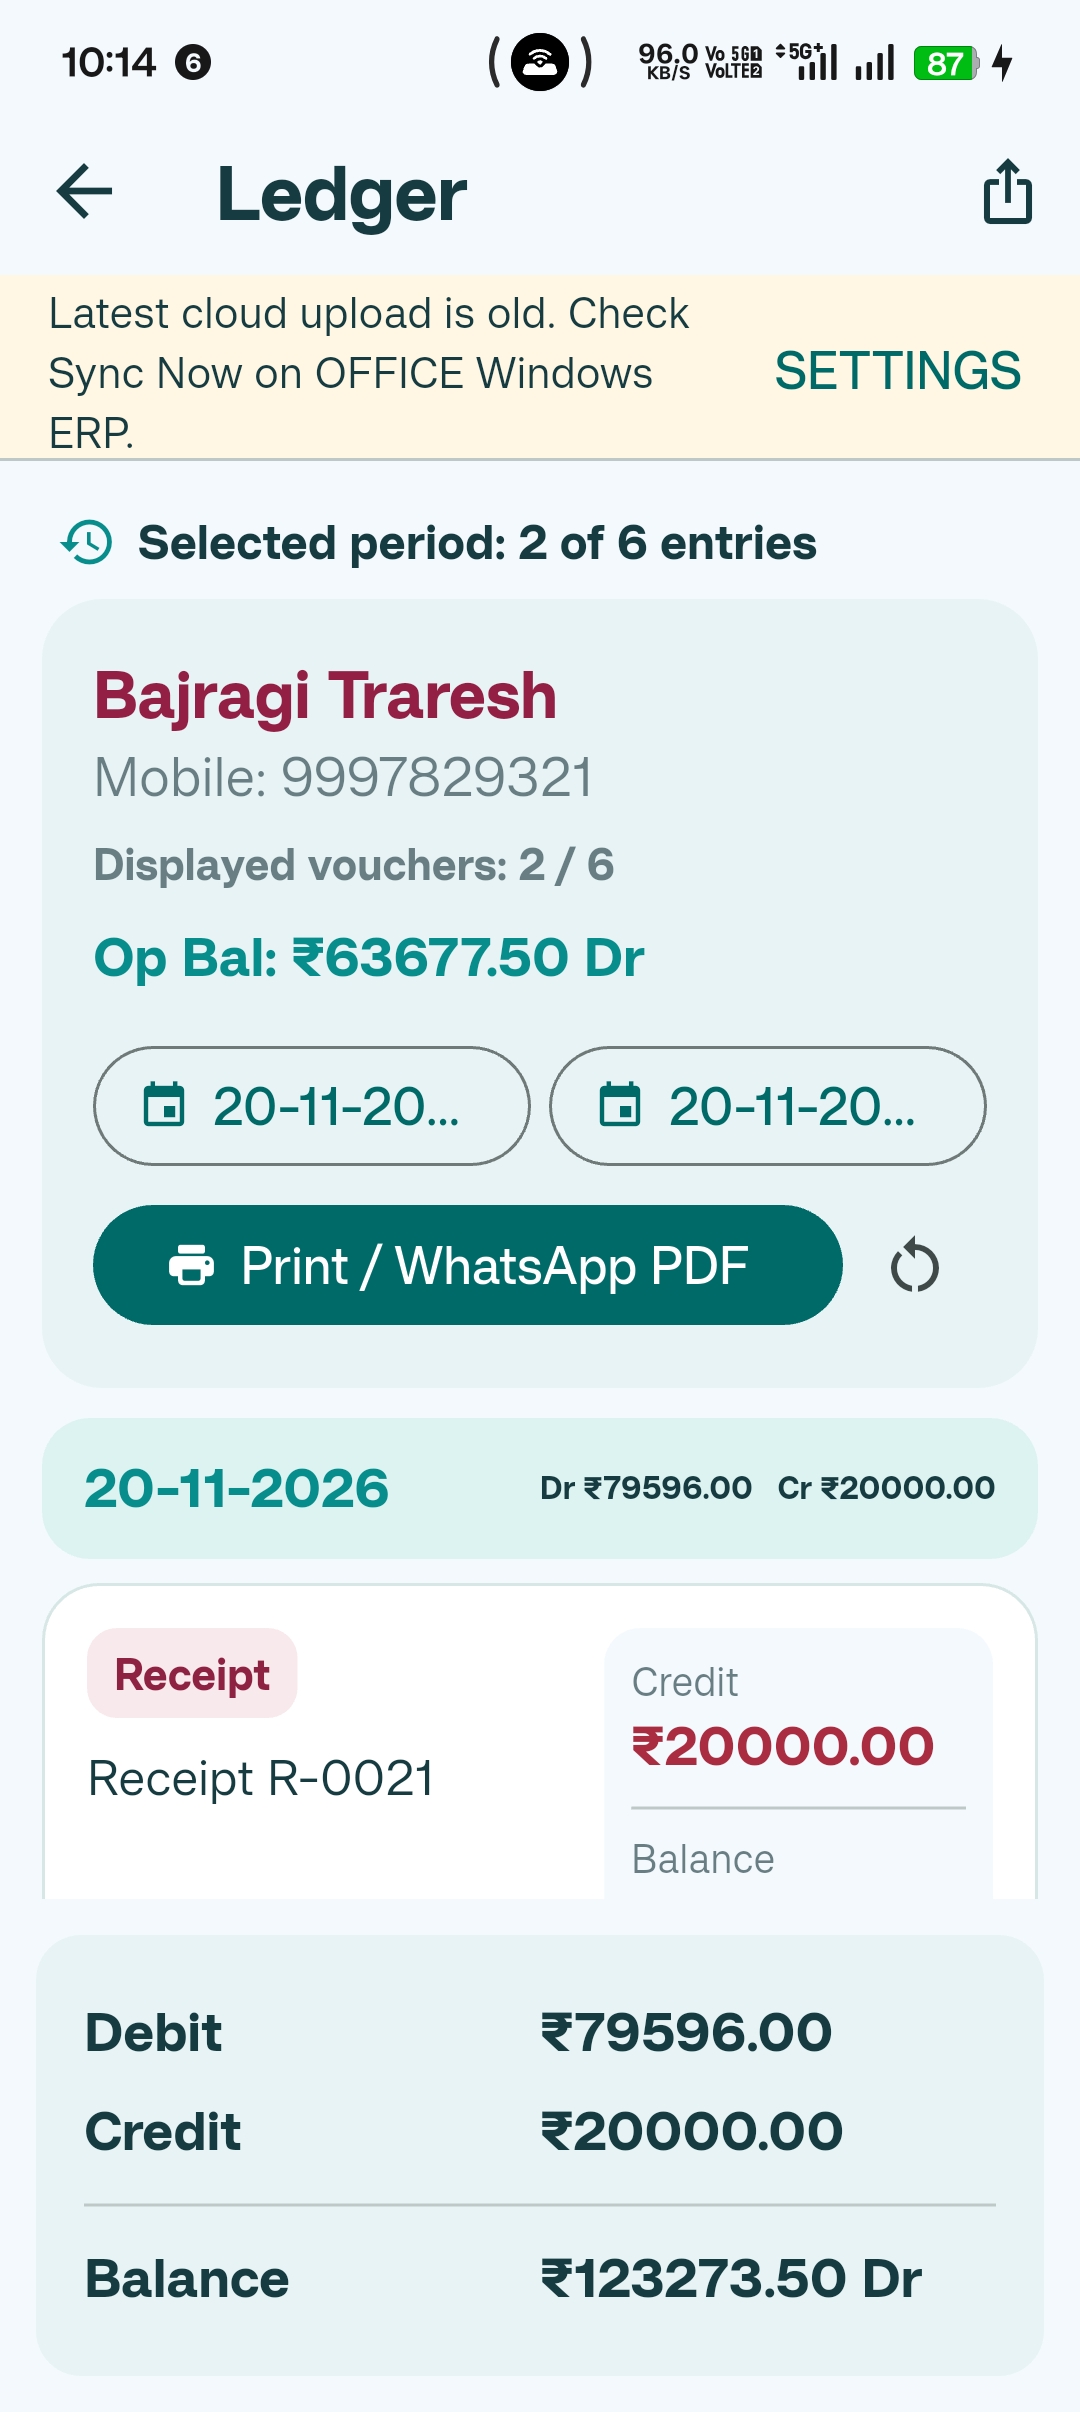 10:14 6 96.0 KB/S Vo 5G 1 VoLTE 2 5G+ 87
Ledger
Latest cloud upload is old. Check
Sync Now on OFFICE Windows
ERP.
SETTINGS
Selected period: 2 of 6 entries
Bajragi Traresh
Mobile: 9997829321
Displayed vouchers: 2 / 6
Op Bal: ₹63677.50 Dr
20-11-20... 20-11-20...
Print / WhatsApp PDF
20-11-2026 Dr ₹79596.00 Cr ₹20000.00
Receipt
Receipt R-0021
Credit
₹20000.00
Balance
Debit ₹79596.00
Credit ₹20000.00
Balance ₹123273.50 Dr